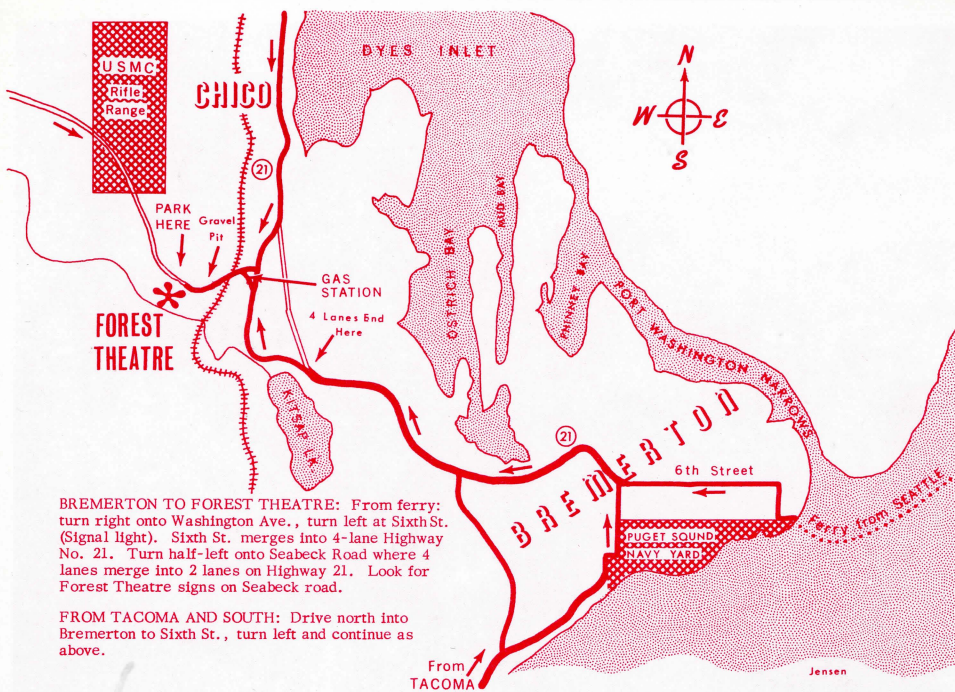 DYES INLET
USMC
Rifle
Range
CHICO
N
W E
S
21
PARK
HERE
Gravel
Pit
GAS
STATION
4 Lanes End
Here
FOREST
THEATRE
KITSAP LK.
OSTRICH BAY
MUD BAY
PHINNEY BAY
PORT WASHINGTON NARROWS
21
BREMERTON
6th Street
Ferry from SEATTLE
PUGET SOUND
NAVY YARD
BREMERTON TO FOREST THEATRE: From ferry:
turn right onto Washington Ave., turn left at Sixth St.
(Signal light). Sixth St. merges into 4-lane Highway
No. 21. Turn half-left onto Seabeck Road where 4
lanes merge into 2 lanes on Highway 21. Look for
Forest Theatre signs on Seabeck road.
FROM TACOMA AND SOUTH: Drive north into
Bremerton to Sixth St., turn left and continue as
above.
From
TACOMA
Jensen